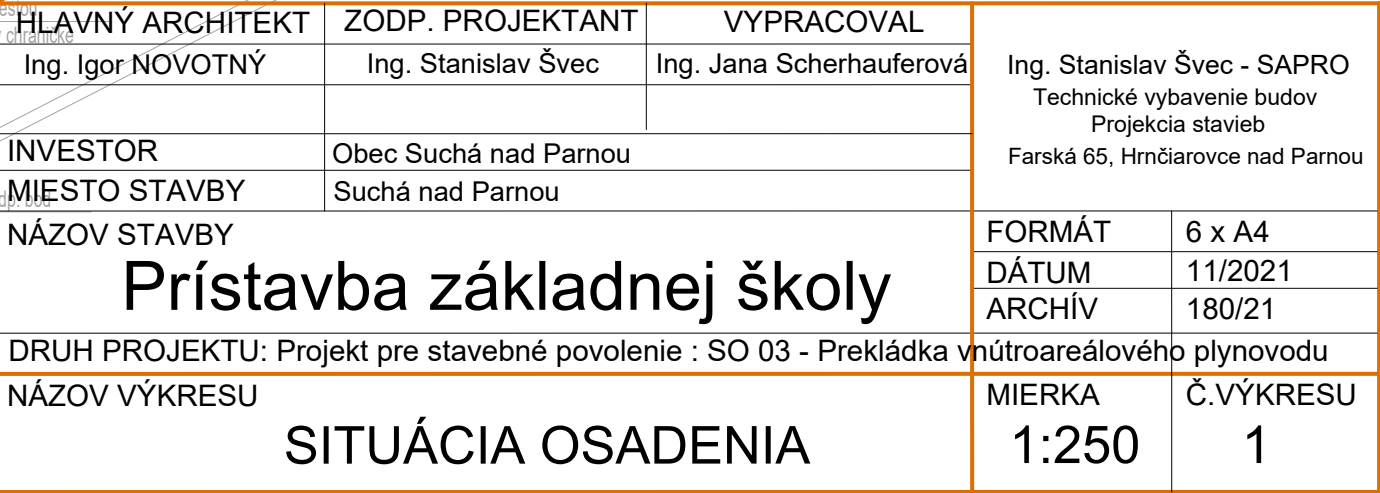 HLAVNÝ ARCHITEKT ZODP. PROJEKTANT VYPRACOVAL
Ing. Igor NOVOTNÝ Ing. Stanislav Švec Ing. Jana Scherhauferová
Ing. Stanislav Švec - SAPRO
Technické vybavenie budov
Projekcia stavieb
Farská 65, Hrnčiarovce nad Parnou
INVESTOR Obec Suchá nad Parnou
MIESTO STAVBY Suchá nad Parnou
NÁZOV STAVBY
Prístavba základnej školy
FORMÁT 6 x A4
DÁTUM 11/2021
ARCHÍV 180/21
DRUH PROJEKTU: Projekt pre stavebné povolenie : SO 03 - Prekládka vnútroareálového plynovodu
NÁZOV VÝKRESU
SITUÁCIA OSADENIA
MIERKA Č.VÝKRESU
1:250 1